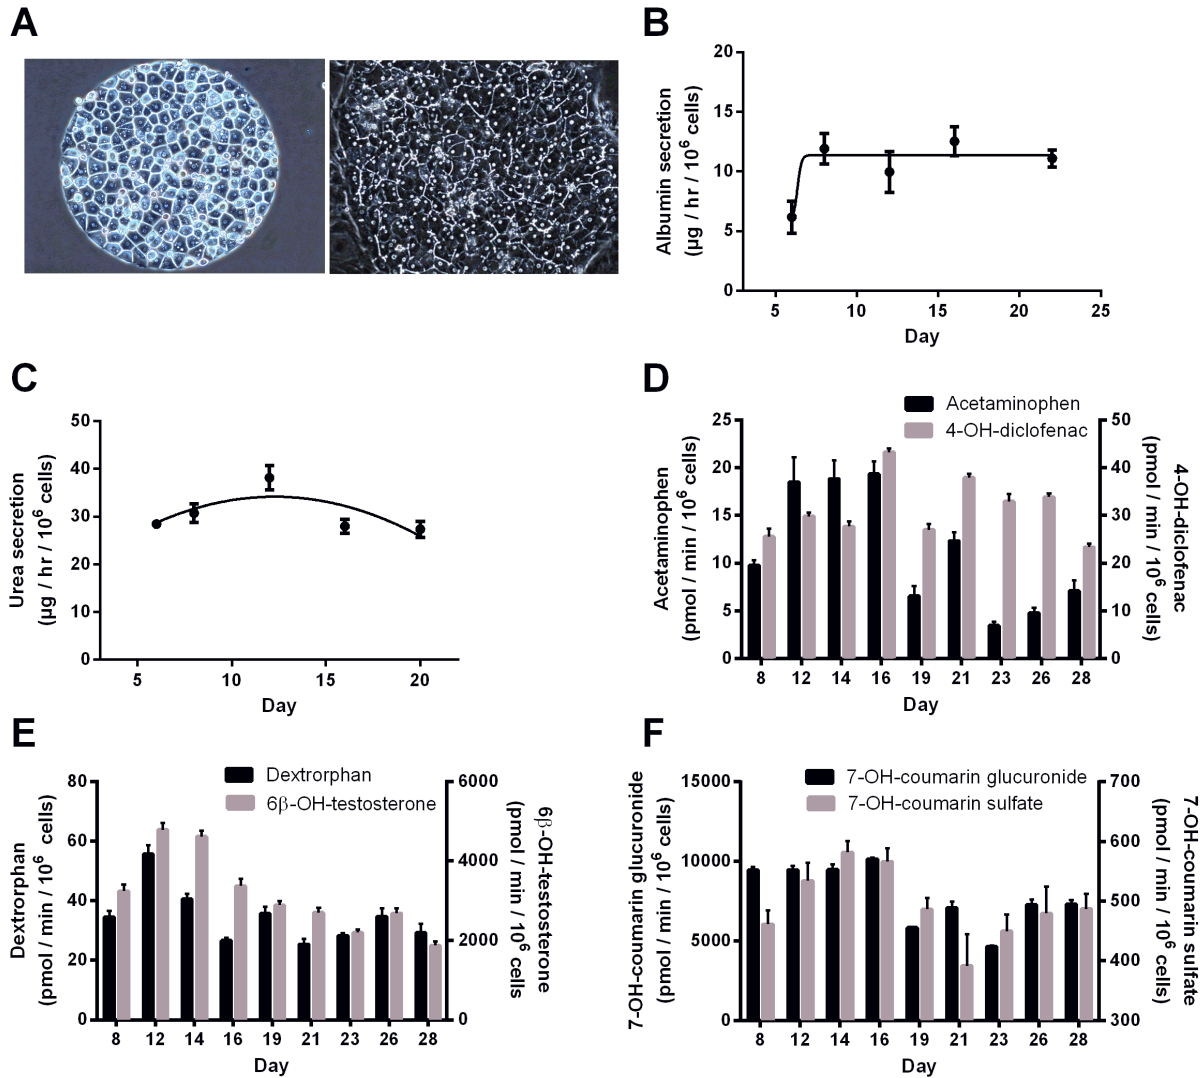 A
B
Albumin secretion
(µg / hr / 10⁶ cells)
20
15
10
5
0
5 10 15 20 25
Day
C
Urea secretion
(µg / hr / 10⁶ cells)
50
40
30
20
10
0
5 10 15 20
Day
D
Acetaminophen
4-OH-diclofenac
Acetaminophen
(pmol / min / 10⁶ cells)
25
20
15
10
5
0
50
40
30
20
10
0
4-OH-diclofenac
(pmol / min / 10⁶ cells)
8 12 14 16 19 21 23 26 28
Day
E
Dextrorphan
6β-OH-testosterone
Dextrorphan
(pmol / min / 10⁶ cells)
80
60
40
20
0
6000
4000
2000
0
6β-OH-testosterone
(pmol / min / 10⁶ cells
8 12 14 16 19 21 23 26 28
Day
F
7-OH-coumarin glucuronide
7-OH-coumarin sulfate
7-OH-coumarin glucuronide
(pmol / min / 10⁶ cells)
15000
10000
5000
0
700
600
500
400
300
7-OH-coumarin sulfate
(pmol / min / 10⁶ cells)
8 12 14 16 19 21 23 26 28
Day